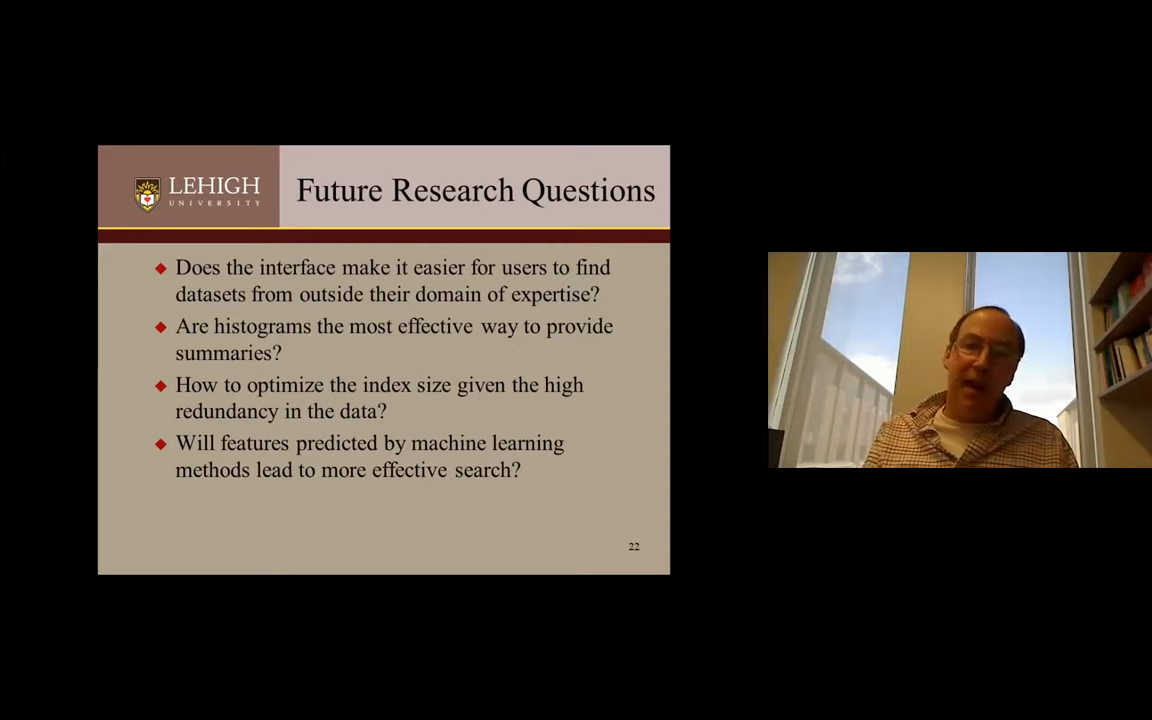 LEHIGH
UNIVERSITY
Future Research Questions
Does the interface make it easier for users to find
datasets from outside their domain of expertise?
Are histograms the most effective way to provide
summaries?
How to optimize the index size given the high
redundancy in the data?
Will features predicted by machine learning
methods lead to more effective search?
22